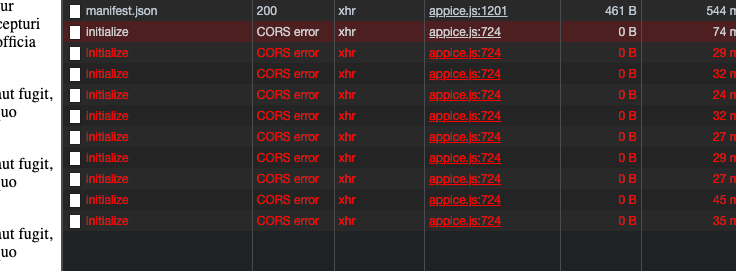 ur
manifest.json 200 xhr appice.js:1201 461 B 544 m
cepturi
initialize CORS error xhr appice.js:724 0 B 74 m
officia
initialize CORS error xhr appice.js:724 0 B 29 m
initialize CORS error xhr appice.js:724 0 B 32 m
aut fugit,
initialize CORS error xhr appice.js:724 0 B 24 m
quo
initialize CORS error xhr appice.js:724 0 B 32 m
initialize CORS error xhr appice.js:724 0 B 27 m
aut fugit,
initialize CORS error xhr appice.js:724 0 B 29 m
quo
initialize CORS error xhr appice.js:724 0 B 27 m
initialize CORS error xhr appice.js:724 0 B 45 m
initialize CORS error xhr appice.js:724 0 B 35 m
aut fugit,
quo